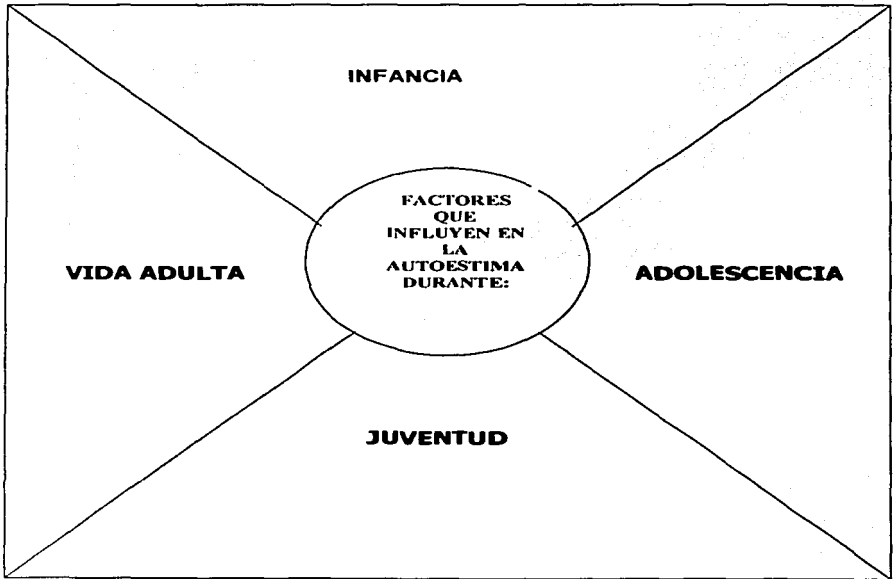 INFANCIA
FACTORES
QUE
INFLUYEN EN
LA
AUTOESTIMA
DURANTE:
VIDA ADULTA
ADOLESCENCIA
JUVENTUD